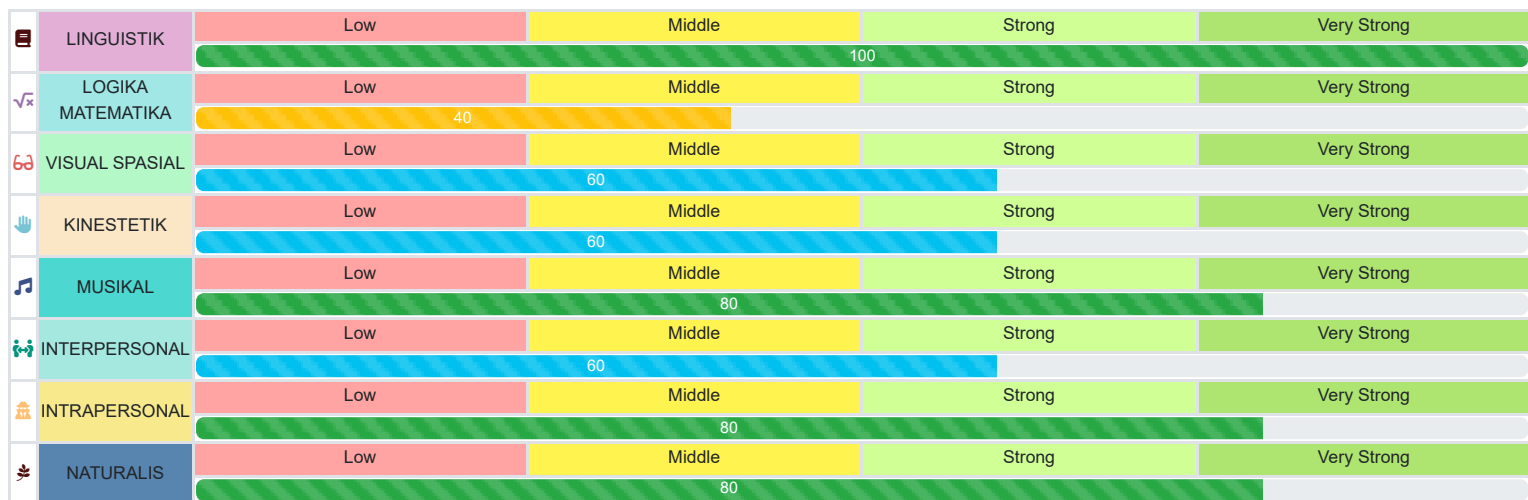 LINGUISTIK
Low Middle Strong Very Strong
100
LOGIKA
MATEMATIKA
Low Middle Strong Very Strong
40
VISUAL SPASIAL
Low Middle Strong Very Strong
60
KINESTETIK
Low Middle Strong Very Strong
60
MUSIKAL
Low Middle Strong Very Strong
80
INTERPERSONAL
Low Middle Strong Very Strong
60
INTRAPERSONAL
Low Middle Strong Very Strong
80
NATURALIS
Low Middle Strong Very Strong
80